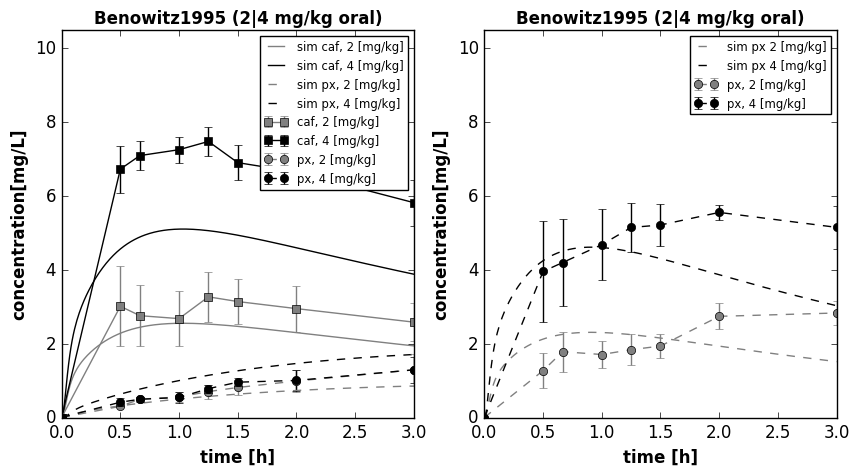 Benowitz1995 (2|4 mg/kg oral)
10
8
6
4
2
0
concentration[mg/L]
0.0 0.5 1.0 1.5 2.0 2.5 3.0
time [h]
sim caf, 2 [mg/kg]
sim caf, 4 [mg/kg]
sim px, 2 [mg/kg]
sim px, 4 [mg/kg]
caf, 2 [mg/kg]
caf, 4 [mg/kg]
px, 2 [mg/kg]
px, 4 [mg/kg]
Benowitz1995 (2|4 mg/kg oral)
10
8
6
4
2
0
concentration[mg/L]
0.0 0.5 1.0 1.5 2.0 2.5 3.0
time [h]
sim px 2 [mg/kg]
sim px 4 [mg/kg]
px, 2 [mg/kg]
px, 4 [mg/kg]